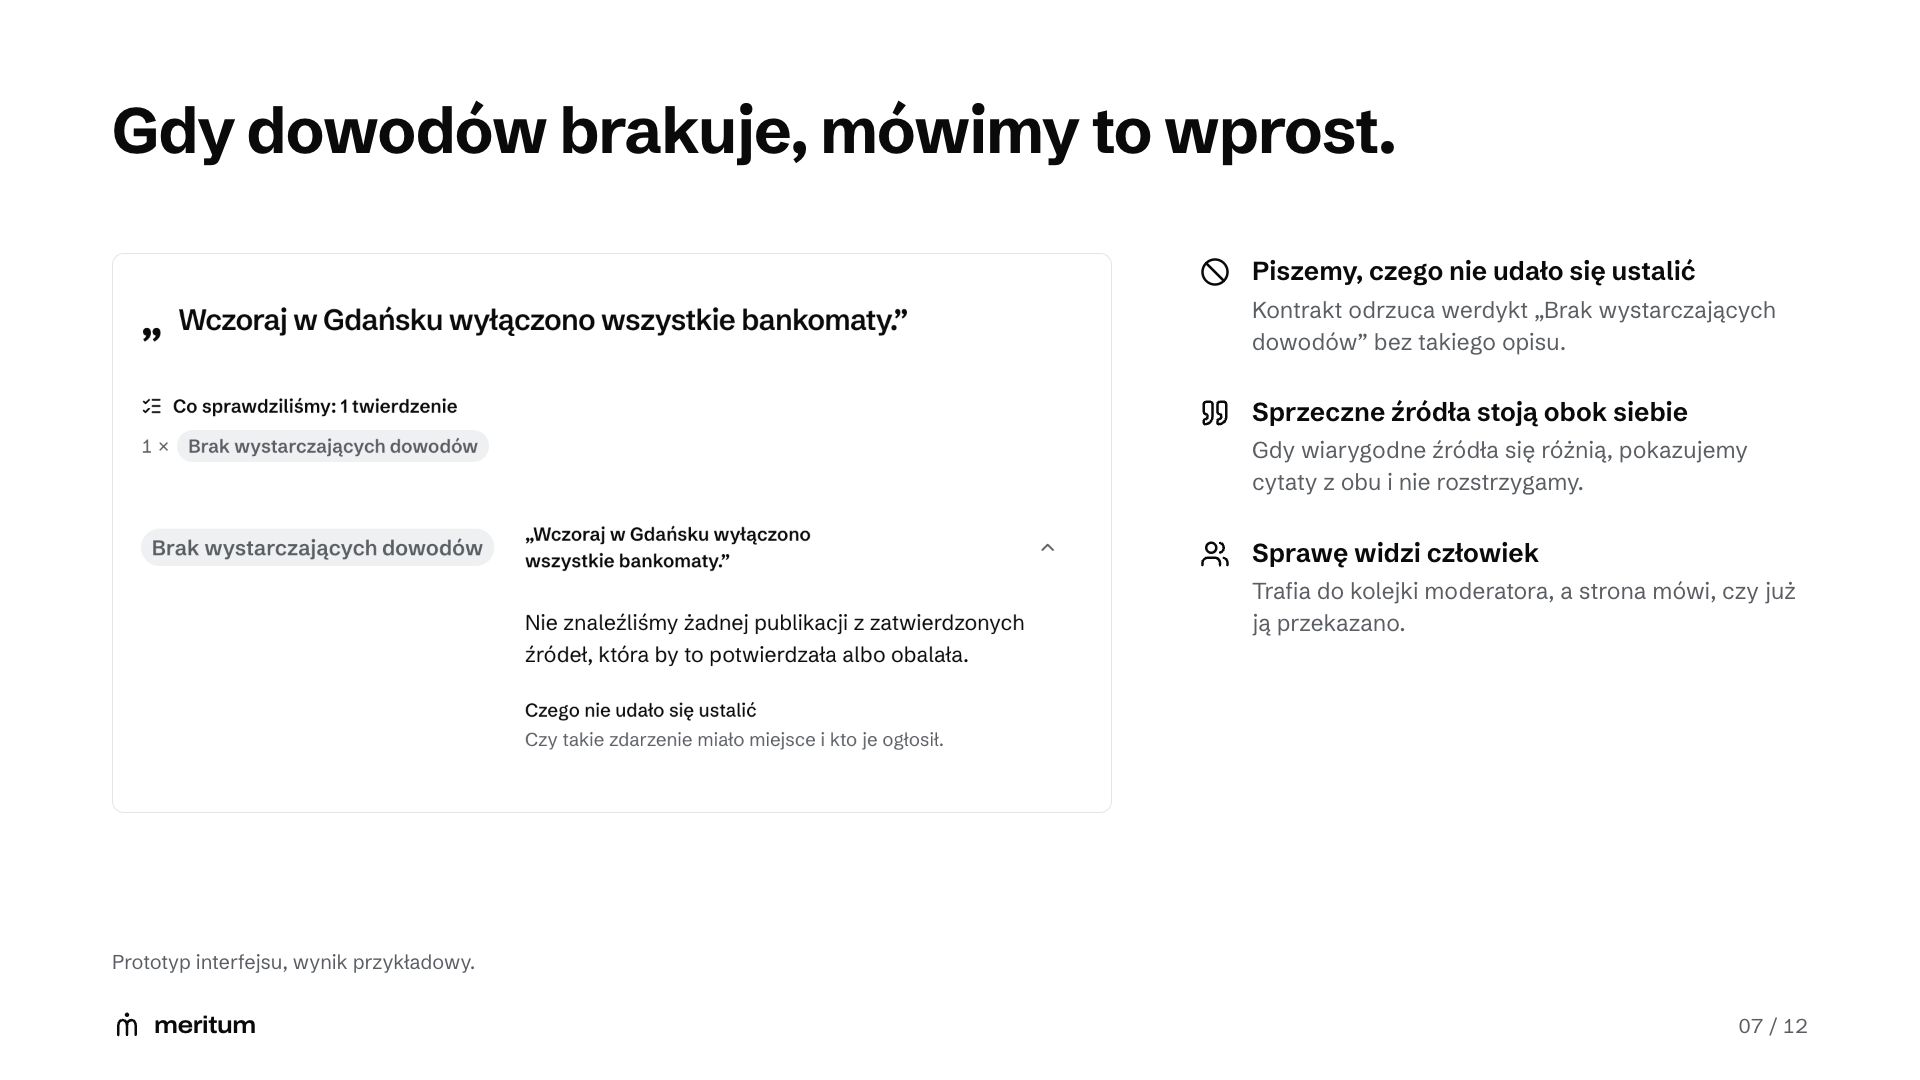 Gdy dowodów brakuje, mówimy to wprost.
„ Wczoraj w Gdańsku wyłączono wszystkie bankomaty.”
Co sprawdziliśmy: 1 twierdzenie
1 × Brak wystarczających dowodów
Brak wystarczających dowodów
„Wczoraj w Gdańsku wyłączono
wszystkie bankomaty.”
Nie znaleźliśmy żadnej publikacji z zatwierdzonych
źródeł, która by to potwierdzała albo obalała.
Czego nie udało się ustalić
Czy takie zdarzenie miało miejsce i kto je ogłosił.
Piszemy, czego nie udało się ustalić
Kontrakt odrzuca werdykt „Brak wystarczających
dowodów” bez takiego opisu.
Sprzeczne źródła stoją obok siebie
Gdy wiarygodne źródła się różnią, pokazujemy
cytaty z obu i nie rozstrzygamy.
Sprawę widzi człowiek
Trafia do kolejki moderatora, a strona mówi, czy już
ją przekazano.
Prototyp interfejsu, wynik przykładowy.
meritum
07 / 12